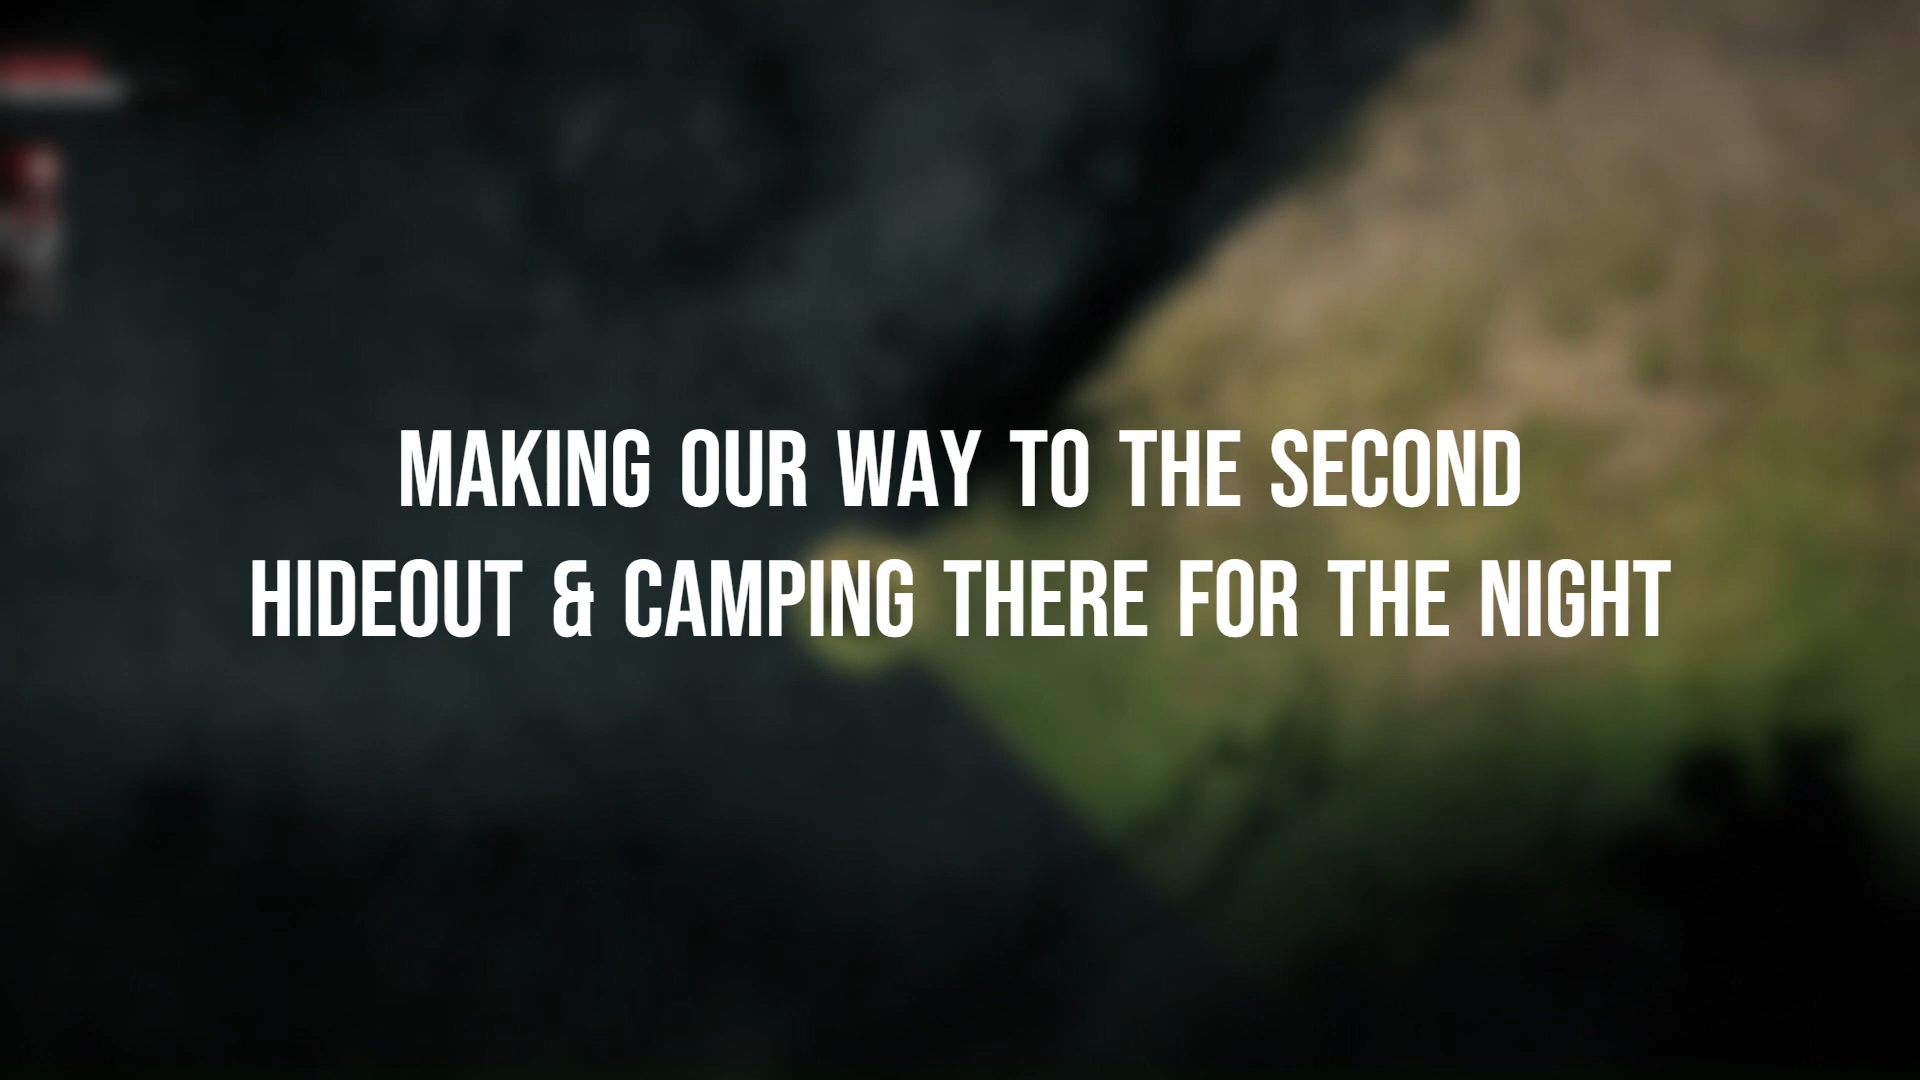 MAKING OUR WAY TO THE SECOND
HIDEOUT & CAMPING THERE FOR THE NIGHT